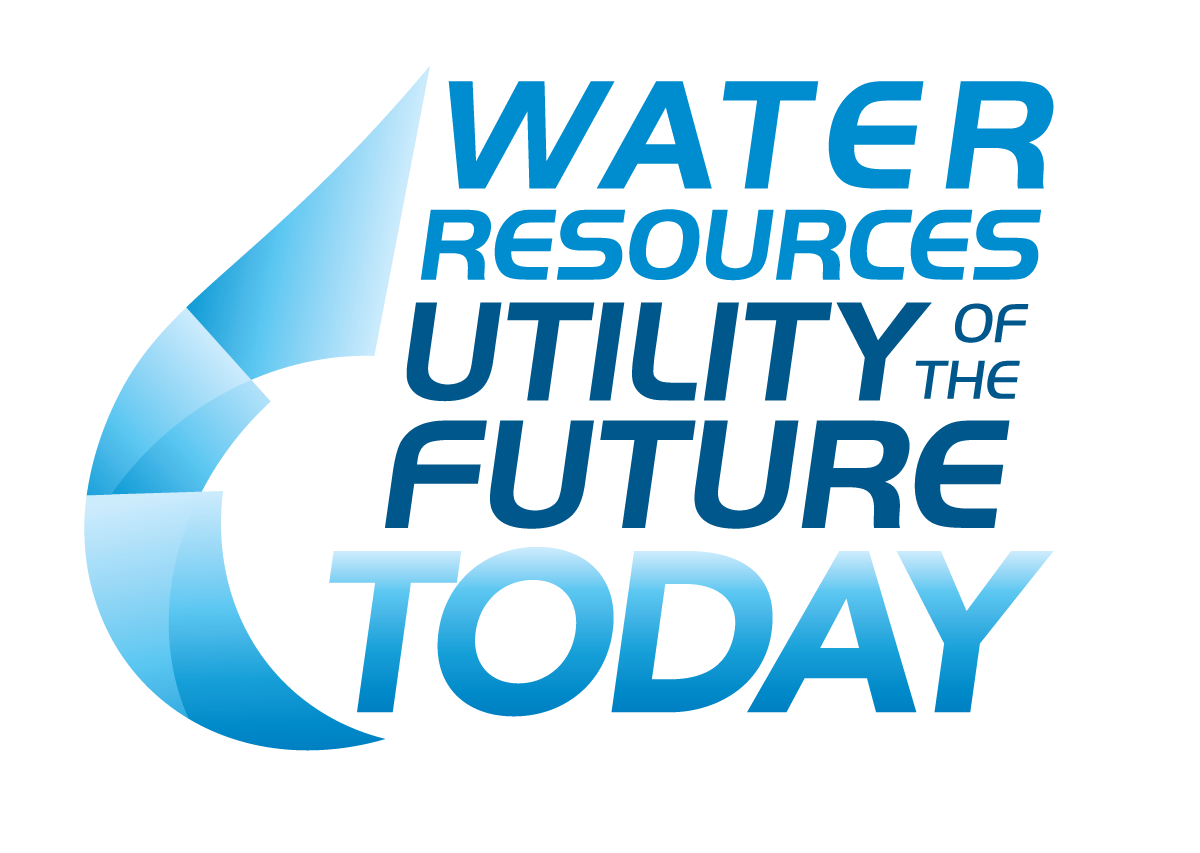 WATER
RESOURCES
UTILITY OF
THE
FUTURE
TODAY